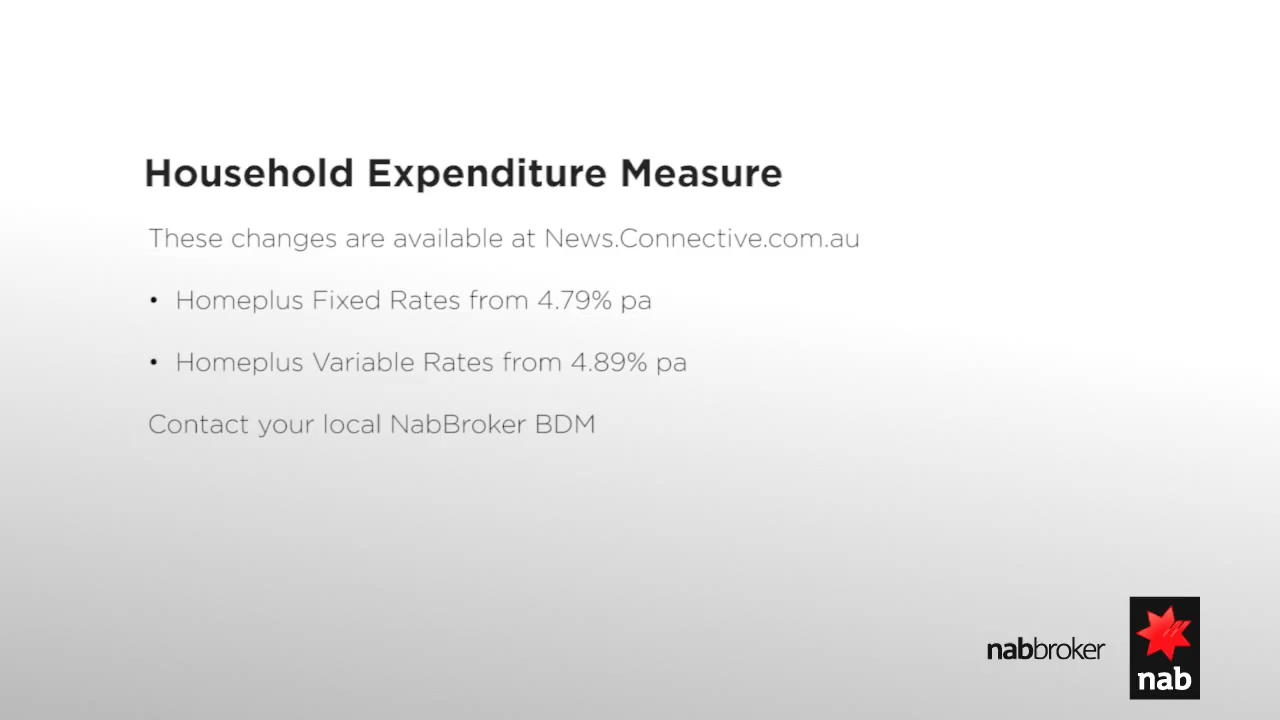 Household Expenditure Measure
These changes are available at News.Connective.com.au
• Homeplus Fixed Rates from 4.79% pa
• Homeplus Variable Rates from 4.89% pa
Contact your local NabBroker BDM
nabbroker
nab